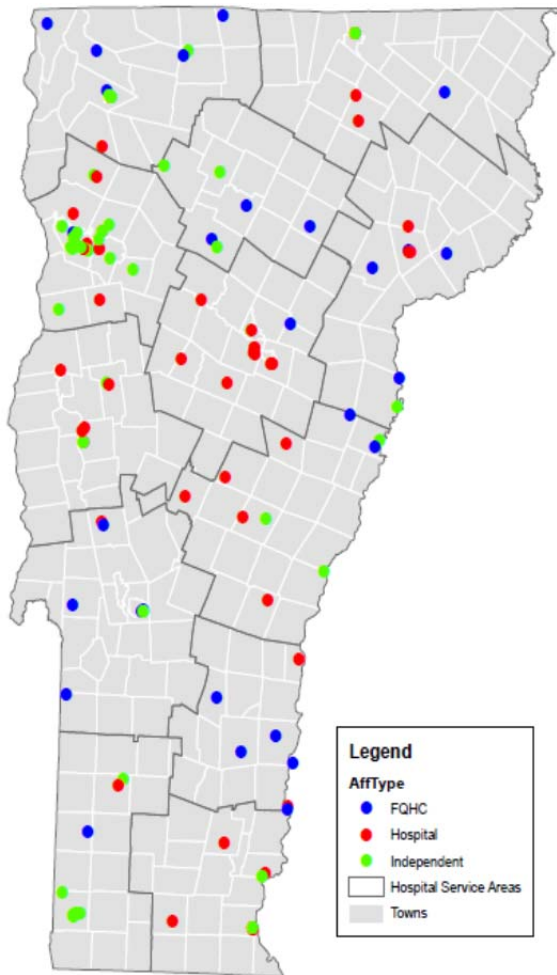 Legend
AffType
FQHC
Hospital
Independent
Hospital Service Areas
Towns